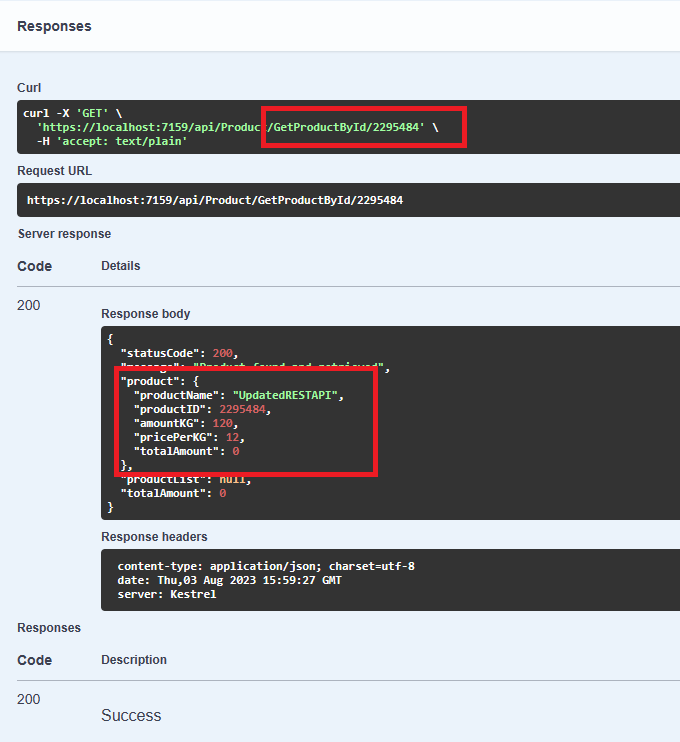 Responses
Curl
curl -X 'GET' \
'https://localhost:7159/api/Product/GetProductById/2295484' \
-H 'accept: text/plain'
Request URL
https://localhost:7159/api/Product/GetProductById/2295484
Server response
Code Details
200
Response body
{
"statusCode": 200,
"message": "Product found and retrieved",
"product": {
"productName": "UpdatedRESTAPI",
"productID": 2295484,
"amountKG": 120,
"pricePerKG": 12,
"totalAmount": 0
},
"productList": null,
"totalAmount": 0
}
Response headers
content-type: application/json; charset=utf-8
date: Thu,03 Aug 2023 15:59:27 GMT
server: Kestrel
Responses
Code Description
200
Success